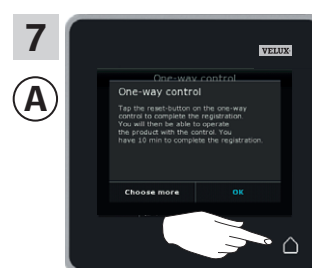 7
A
VELUX
One-way control
One-way control
Tap the reset-button on the one-way
control to complete the registration.
You will then be able to operate
the product with the control. You
have 10 min to complete the registration.
Choose more
OK